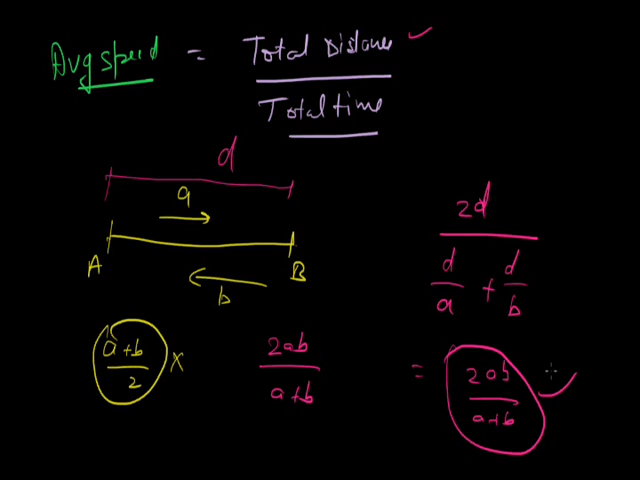 Avg speed = Total Distance
Total time
d
a
A B
b
2d
d/a + d/b
a+b/2 x
2ab/a+b
= 2ab/a+b